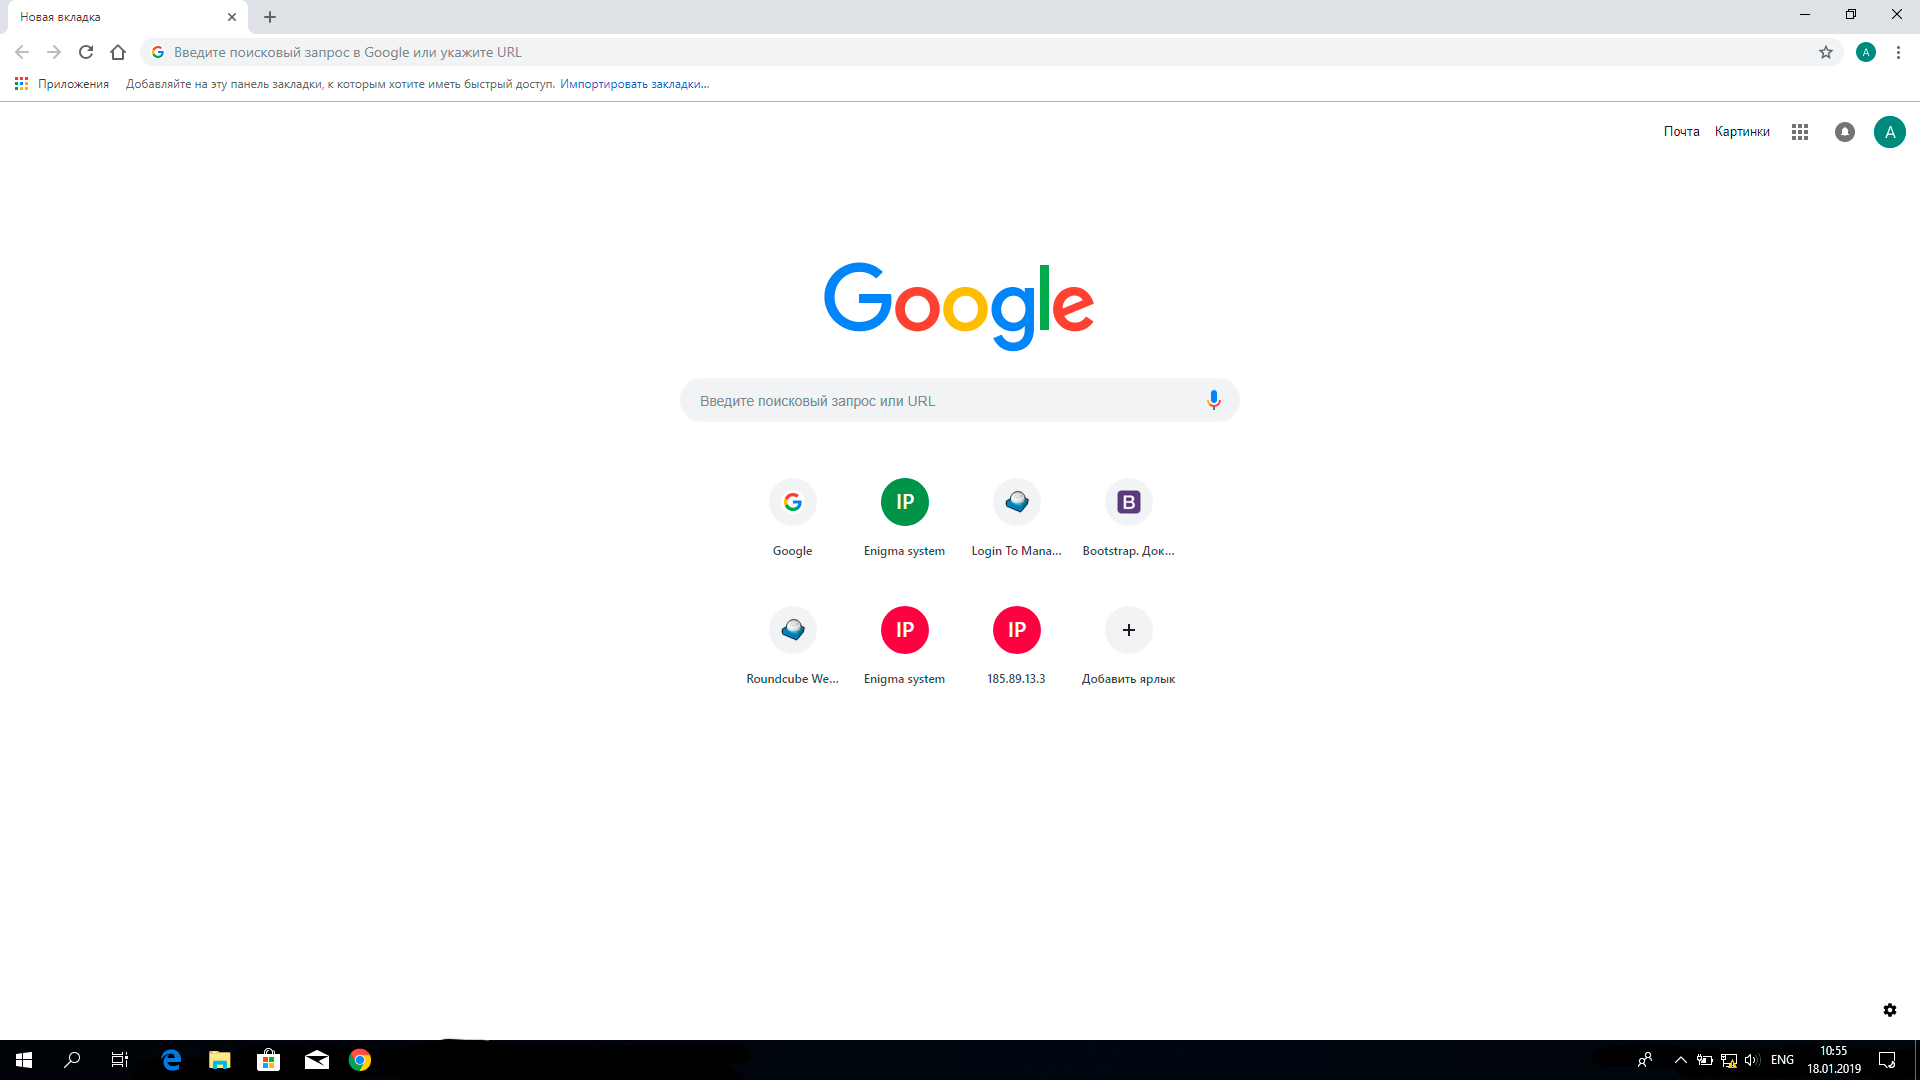 Новая вкладка
Введите поисковый запрос в Google или укажите URL
A
Приложения
Добавляйте на эту панель закладки, к которым хотите иметь быстрый доступ. Импортировать закладки...
Почта
Картинки
A
Google
Введите поисковый запрос или URL
IP
B
Google
Enigma system
Login To Mana...
Bootstrap. Док...
IP
IP
Roundcube We...
Enigma system
185.89.13.3
Добавить ярлык
ENG
10:55
18.01.2019